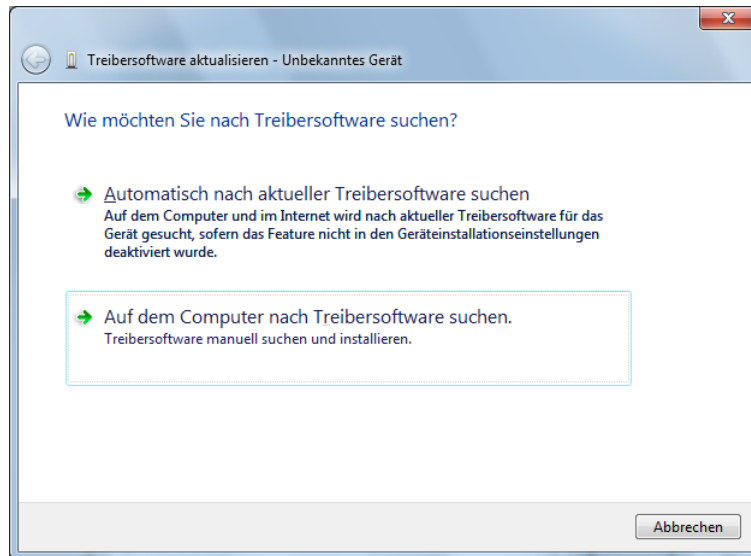 Treibersoftware aktualisieren - Unbekanntes Gerät
Wie möchten Sie nach Treibersoftware suchen?
Automatisch nach aktueller Treibersoftware suchen
Auf dem Computer und im Internet wird nach aktueller Treibersoftware für das
Gerät gesucht, sofern das Feature nicht in den Geräteinstallationseinstellungen
deaktiviert wurde.
Auf dem Computer nach Treibersoftware suchen.
Treibersoftware manuell suchen und installieren.
Abbrechen